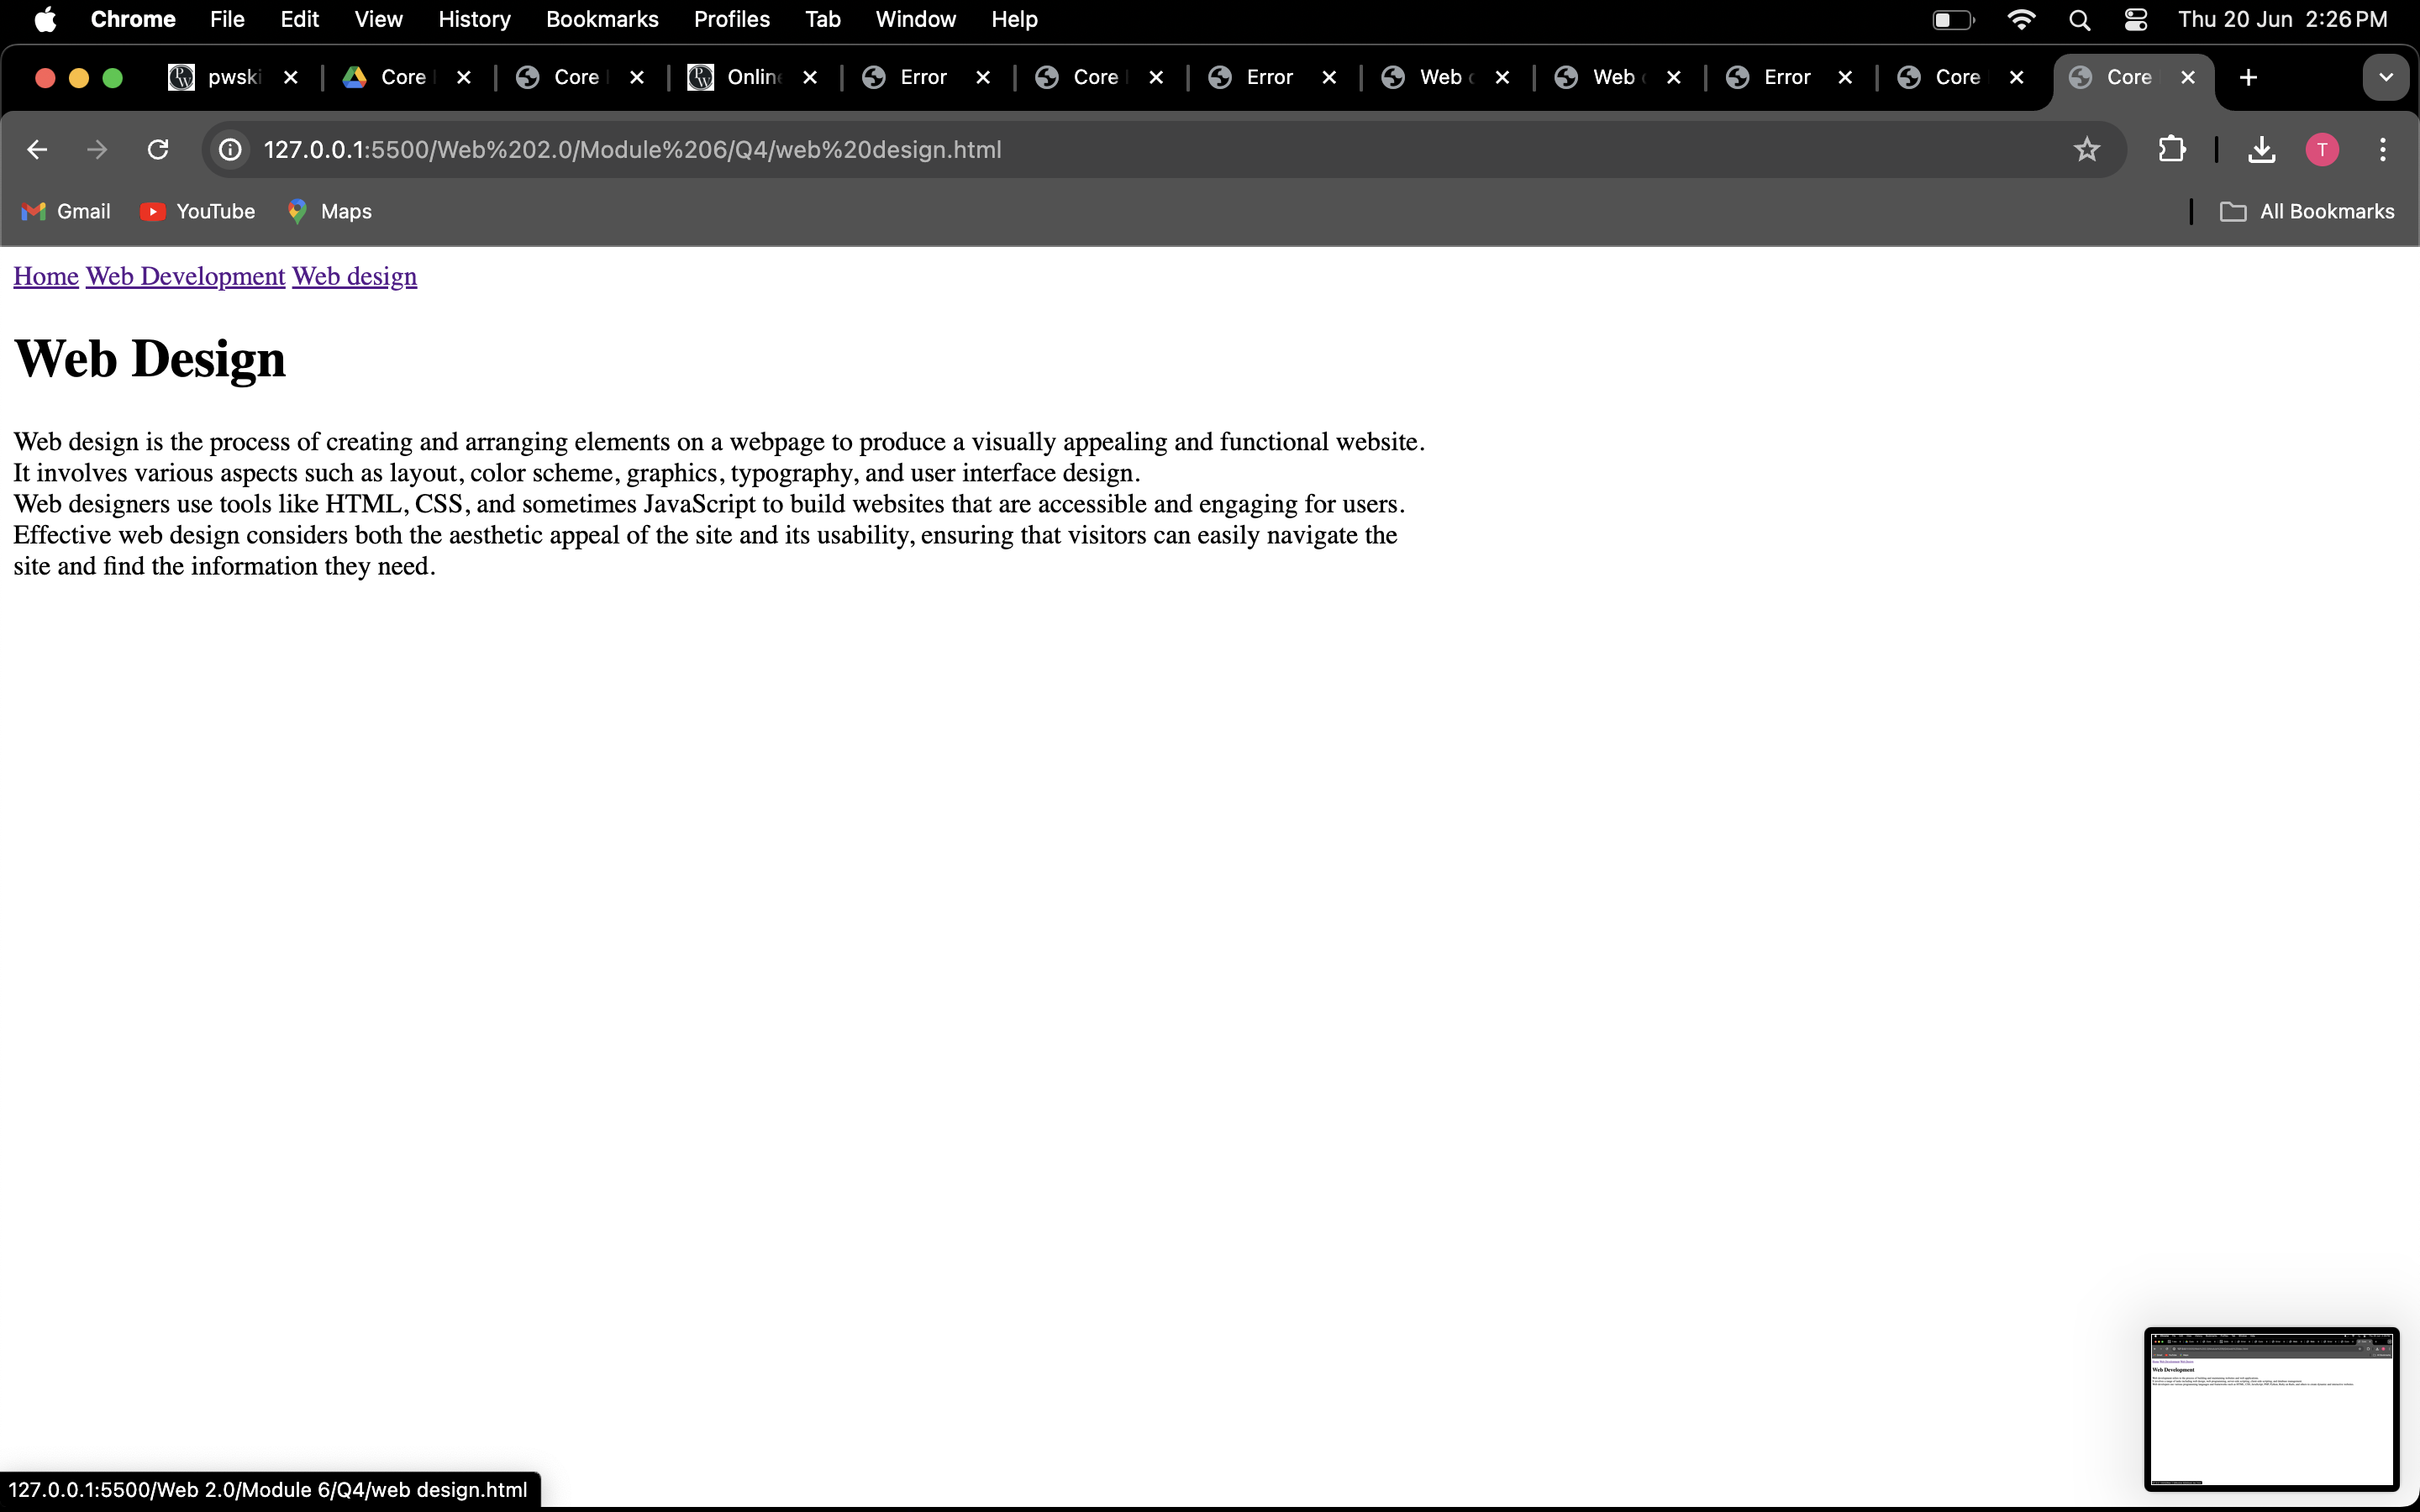 Chrome File Edit View History Bookmarks Profiles Tab Window Help Thu 20 Jun 2:26 PM
pwski Core Core Online Error Core Error Web Web Error Core Core
127.0.0.1:5500/Web%202.0/Module%206/Q4/web%20design.html T
Gmail YouTube Maps All Bookmarks
Home Web Development Web design
Web Design
Web design is the process of creating and arranging elements on a webpage to produce a visually appealing and functional website.
It involves various aspects such as layout, color scheme, graphics, typography, and user interface design.
Web designers use tools like HTML, CSS, and sometimes JavaScript to build websites that are accessible and engaging for users.
Effective web design considers both the aesthetic appeal of the site and its usability, ensuring that visitors can easily navigate the
site and find the information they need.
Web Development
127.0.0.1:5500/Web 2.0/Module 6/Q4/web design.html